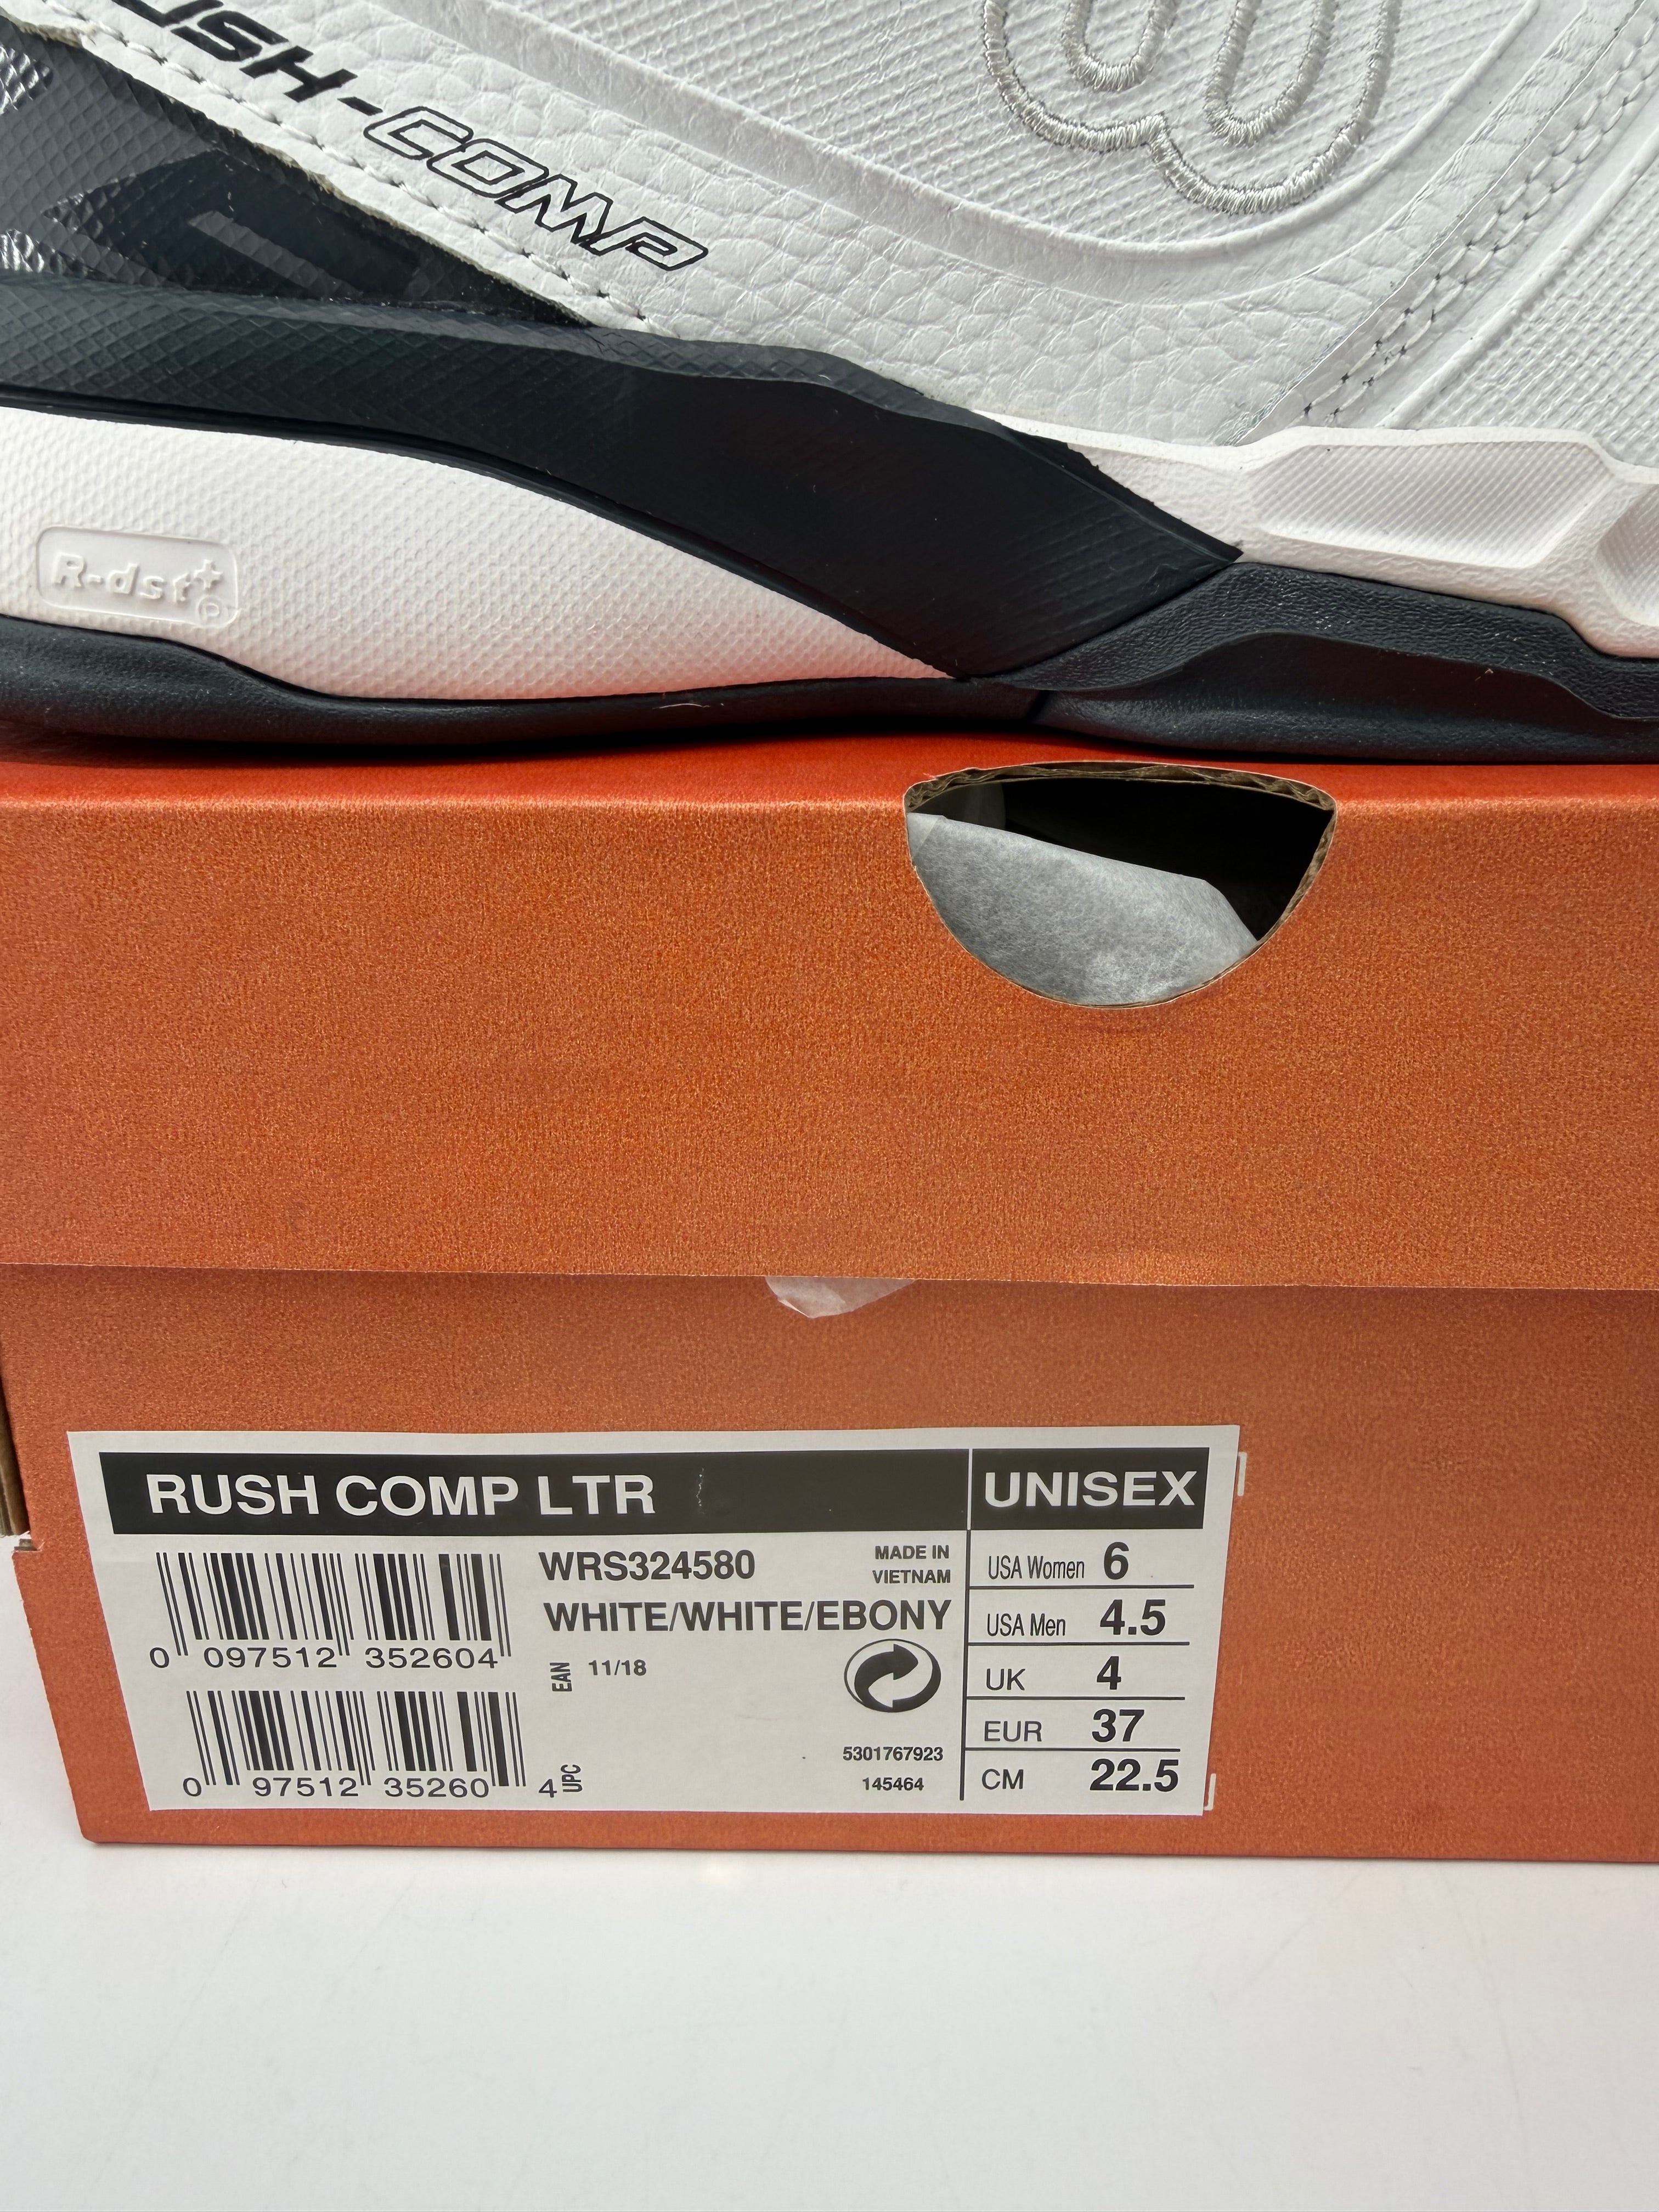 USH-COMP
R-dst+
RUSH COMP LTR
UNISEX
WRS324580
MADE IN
VIETNAM
WHITE/WHITE/EBONY
0 097512 352604
EAN
11/18
0 97512 35260 4
UPC
5301767923
145464
USA Women 6
USA Men 4.5
UK 4
EUR 37
CM 22.5